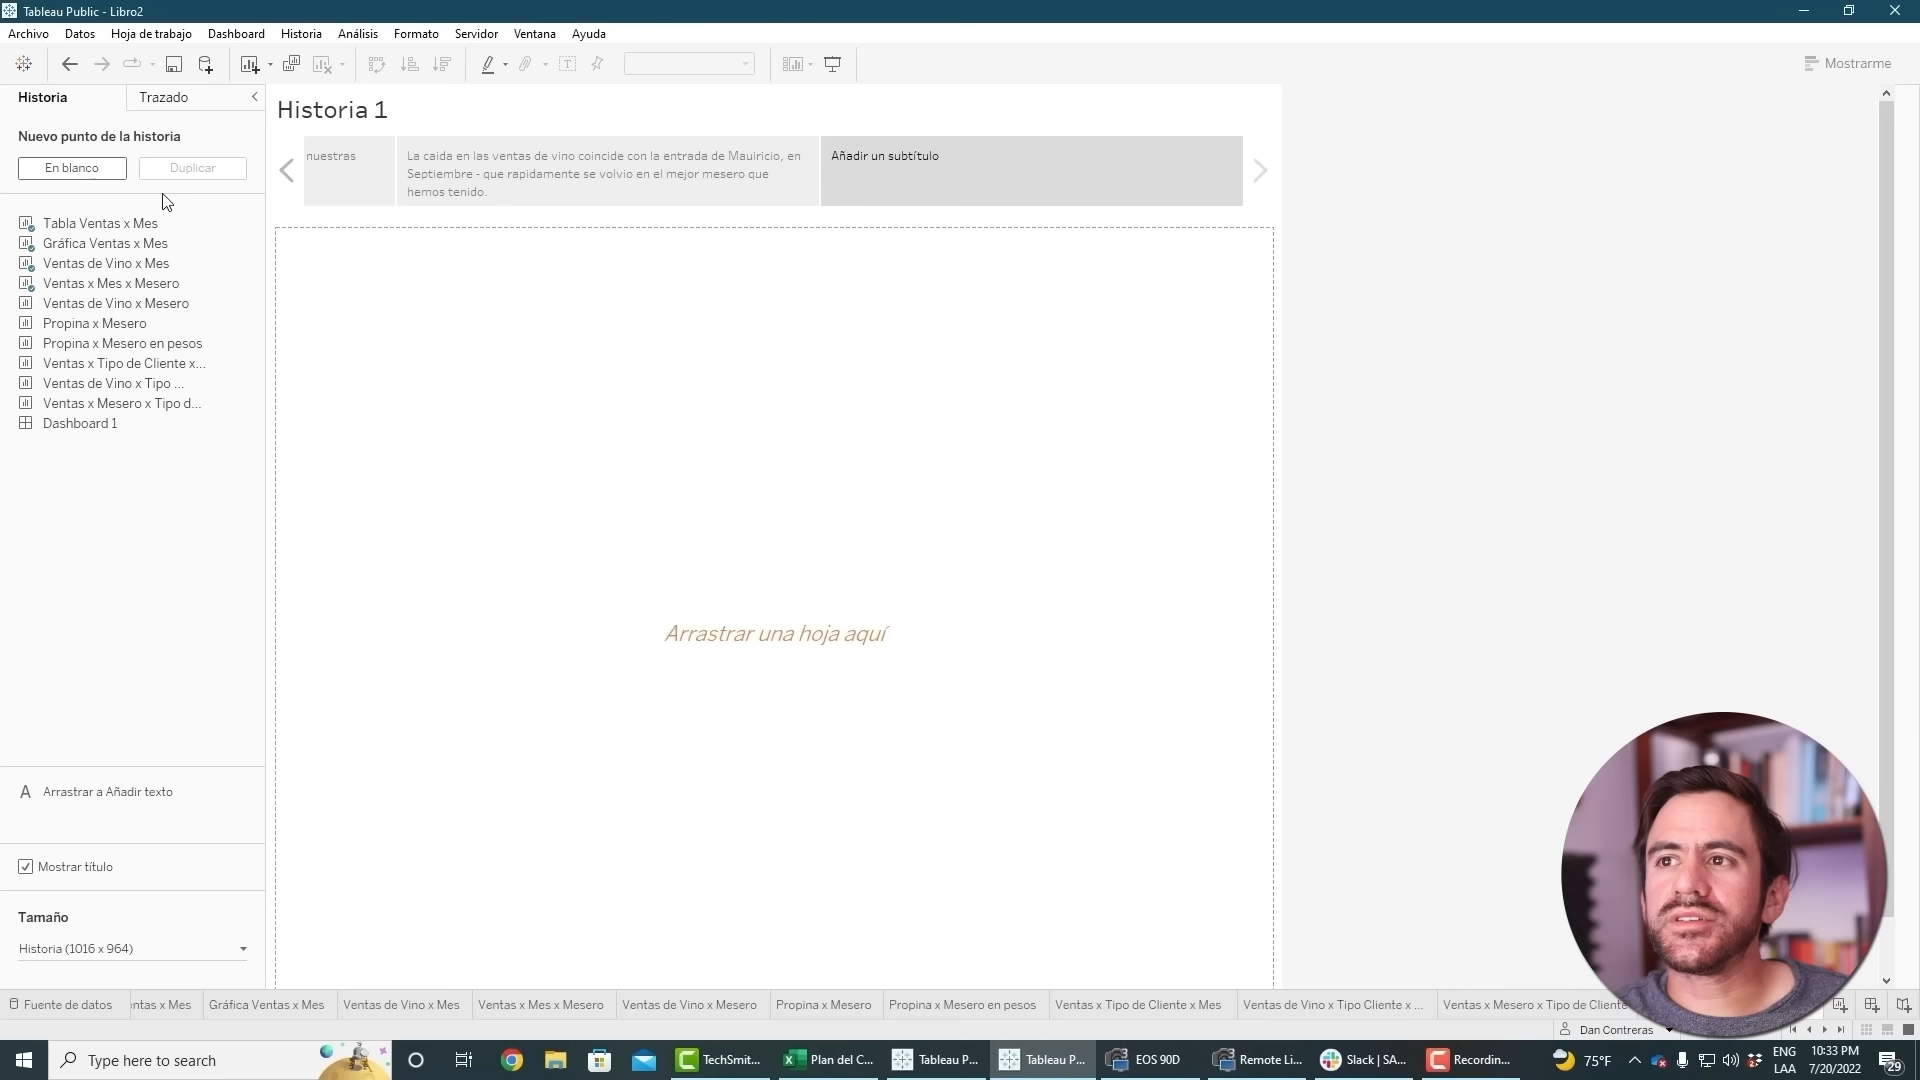 Tableau Public - Libro2
Archivo Datos Hoja de trabajo Dashboard Historia Análisis Formato Servidor Ventana Ayuda
Mostrarme
Historia Trazado
Nuevo punto de la historia
En blanco Duplicar
Tabla Ventas x Mes
Gráfica Ventas x Mes
Ventas de Vino x Mes
Ventas x Mes x Mesero
Ventas de Vino x Mesero
Propina x Mesero
Propina x Mesero en pesos
Ventas x Tipo de Cliente x...
Ventas de Vino x Tipo ...
Ventas x Mesero x Tipo d...
Dashboard 1
A Arrastrar a Añadir texto
Mostrar título
Tamaño
Historia (1016 x 964)
Historia 1
nuestras
La caida en las ventas de vino coincide con la entrada de Mauiricio, en
Septiembre - que rapidamente se volvio en el mejor mesero que
hemos tenido.
Añadir un subtítulo
Arrastrar una hoja aquí
Fuente de datos entas x Mes Gráfica Ventas x Mes Ventas de Vino x Mes Ventas x Mes x Mesero Ventas de Vino x Mesero Propina x Mesero Propina x Mesero en pesos Ventas x Tipo de Cliente x Mes Ventas de Vino x Tipo Cliente x ... Ventas x Mesero x Tipo de Cliente
Dan Contreras
Type here to search
TechSmit... Plan del C... Tableau P... Tableau P... EOS 90D Remote Li... Slack | SA... Recordin...
75°F
ENG
LAA
10:33 PM
7/20/2022
29